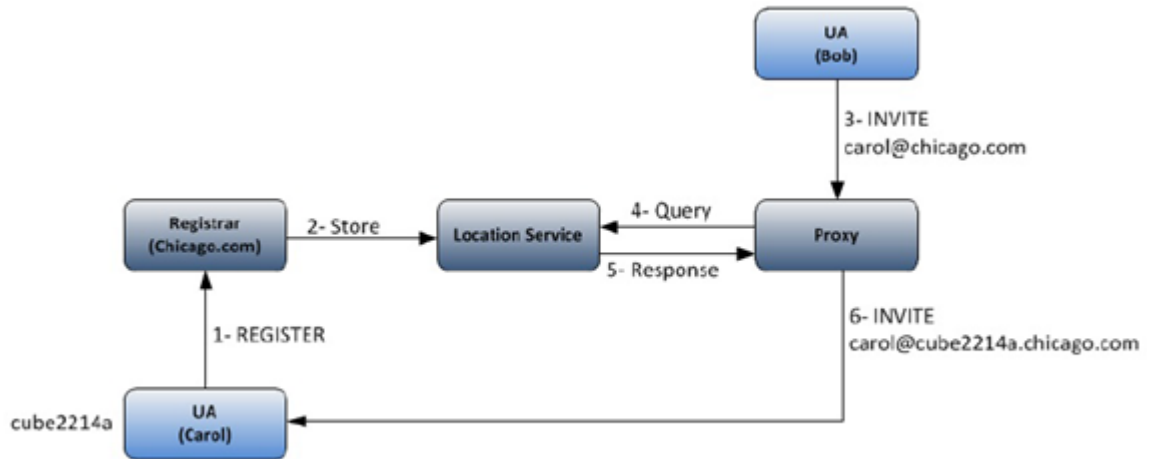 UA
(Bob)
3- INVITE
carol@chicago.com
Registrar
(Chicago.com)
2- Store
Location Service
4- Query
5- Response
Proxy
1- REGISTER
6- INVITE
carol@cube2214a.chicago.com
cube2214a
UA
(Carol)